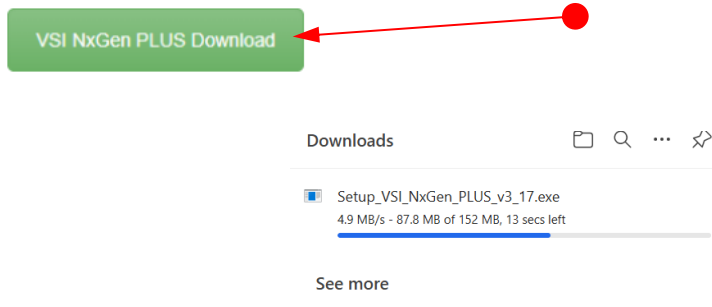 VSI NxGen PLUS Download
Downloads
Setup_VSI_NxGen_PLUS_v3_17.exe
4.9 MB/s - 87.8 MB of 152 MB, 13 secs left
See more